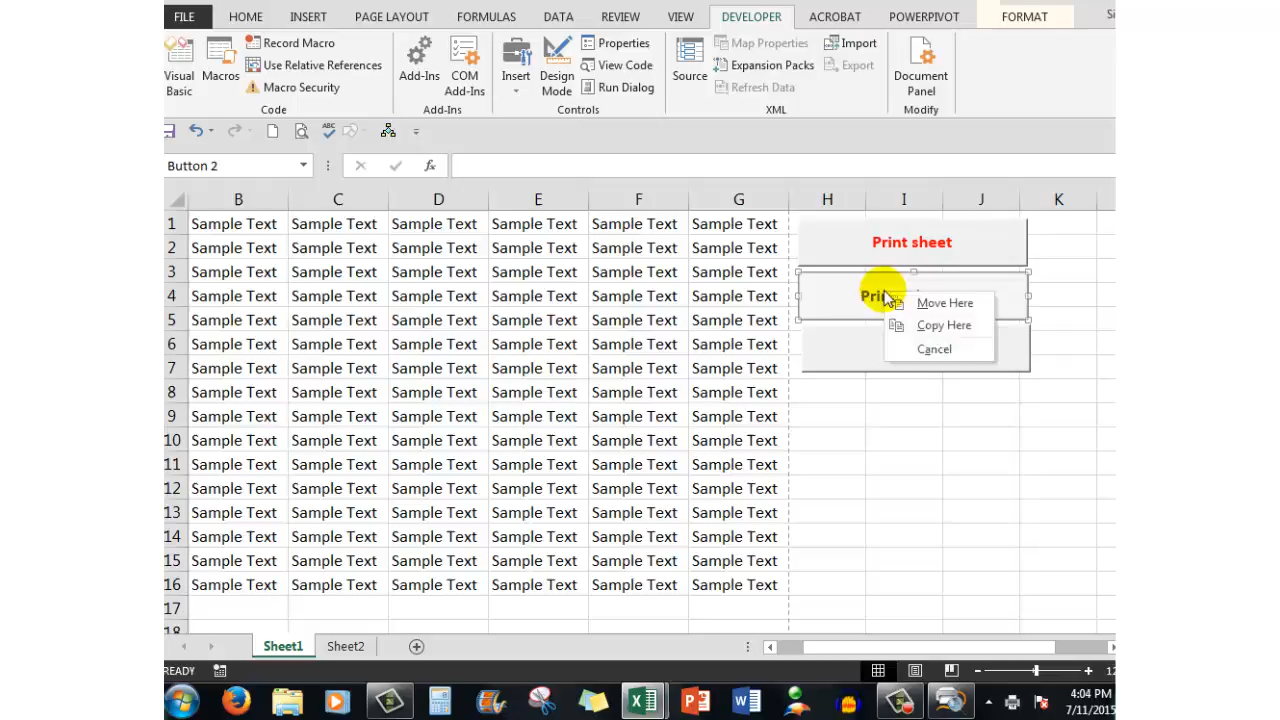 FILE HOME INSERT PAGE LAYOUT FORMULAS DATA REVIEW VIEW DEVELOPER ACROBAT POWERPIVOT FORMAT Si
Visual Basic
Macros
Record Macro
Use Relative References
Macro Security
Code
Add-Ins
COM Add-Ins
Add-Ins
Insert
Design Mode
Properties
View Code
Run Dialog
Controls
Source
Map Properties
Expansion Packs
Refresh Data
Import
Export
XML
Document Panel
Modify
ABC
Button 2 fx
B C D E F G H I J K
1 Sample Text Sample Text Sample Text Sample Text Sample Text Sample Text
2 Sample Text Sample Text Sample Text Sample Text Sample Text Sample Text
3 Sample Text Sample Text Sample Text Sample Text Sample Text Sample Text
4 Sample Text Sample Text Sample Text Sample Text Sample Text Sample Text
5 Sample Text Sample Text Sample Text Sample Text Sample Text Sample Text
6 Sample Text Sample Text Sample Text Sample Text Sample Text Sample Text
7 Sample Text Sample Text Sample Text Sample Text Sample Text Sample Text
8 Sample Text Sample Text Sample Text Sample Text Sample Text Sample Text
9 Sample Text Sample Text Sample Text Sample Text Sample Text Sample Text
10 Sample Text Sample Text Sample Text Sample Text Sample Text Sample Text
11 Sample Text Sample Text Sample Text Sample Text Sample Text Sample Text
12 Sample Text Sample Text Sample Text Sample Text Sample Text Sample Text
13 Sample Text Sample Text Sample Text Sample Text Sample Text Sample Text
14 Sample Text Sample Text Sample Text Sample Text Sample Text Sample Text
15 Sample Text Sample Text Sample Text Sample Text Sample Text Sample Text
16 Sample Text Sample Text Sample Text Sample Text Sample Text Sample Text
17
18
Print sheet
Move Here
Copy Here
Cancel
Sheet1 Sheet2
READY
12
4:04 PM
7/11/2015